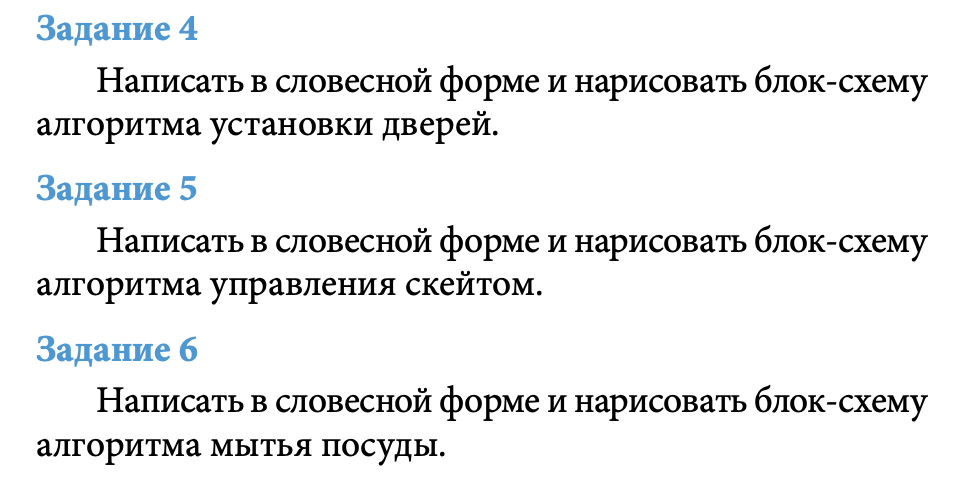 Задание 4
Написать в словесной форме и нарисовать блок-схему
алгоритма установки дверей.
Задание 5
Написать в словесной форме и нарисовать блок-схему
алгоритма управления скейтом.
Задание 6
Написать в словесной форме и нарисовать блок-схему
алгоритма мытья посуды.